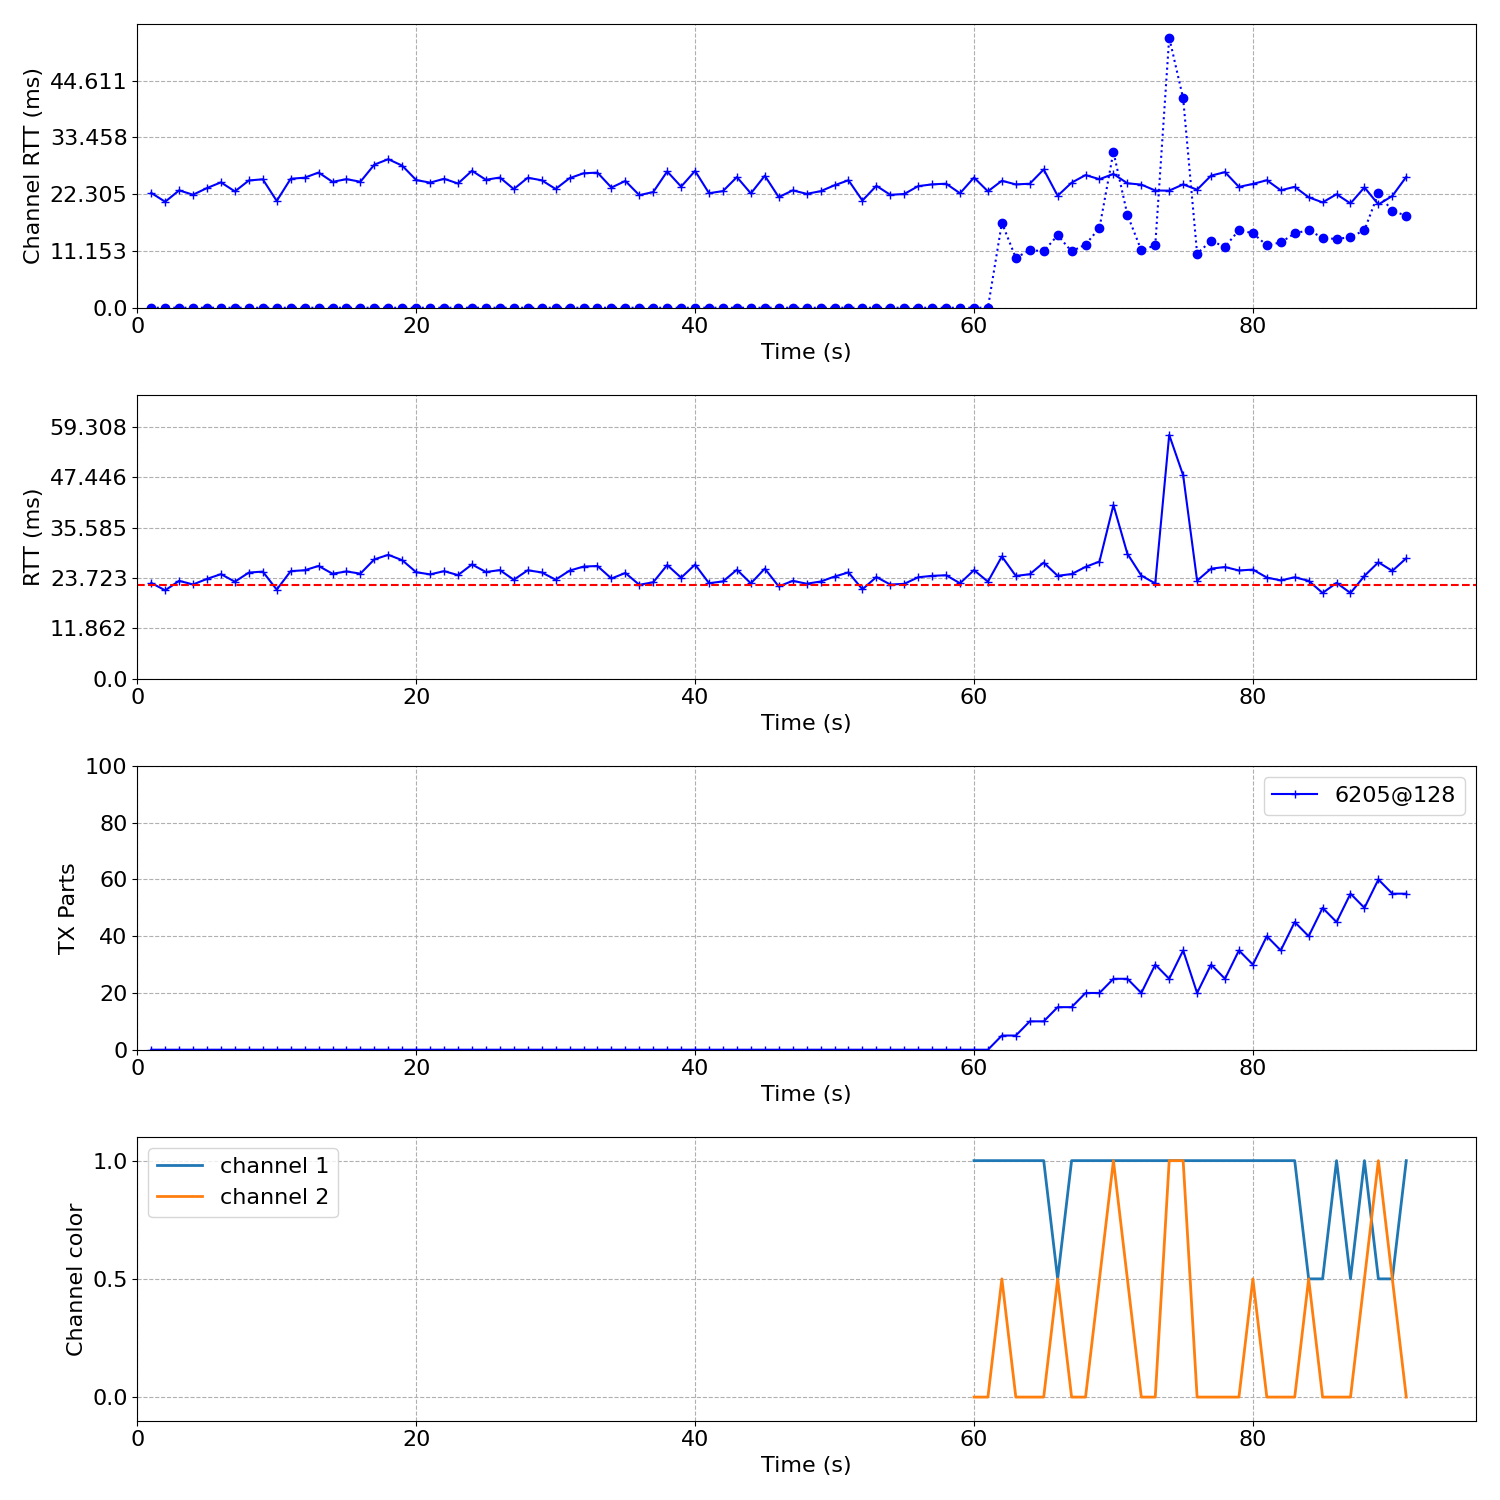 Channel RTT (ms)
44.611
33.458
22.305
11.153
0.0
0 20 40 60 80
Time (s)
RTT (ms)
59.308
47.446
35.585
23.723
11.862
0.0
0 20 40 60 80
Time (s)
TX Parts
100
80
60
40
20
0
6205@128
0 20 40 60 80
Time (s)
Channel color
1.0
0.5
0.0
channel 1
channel 2
0 20 40 60 80
Time (s)